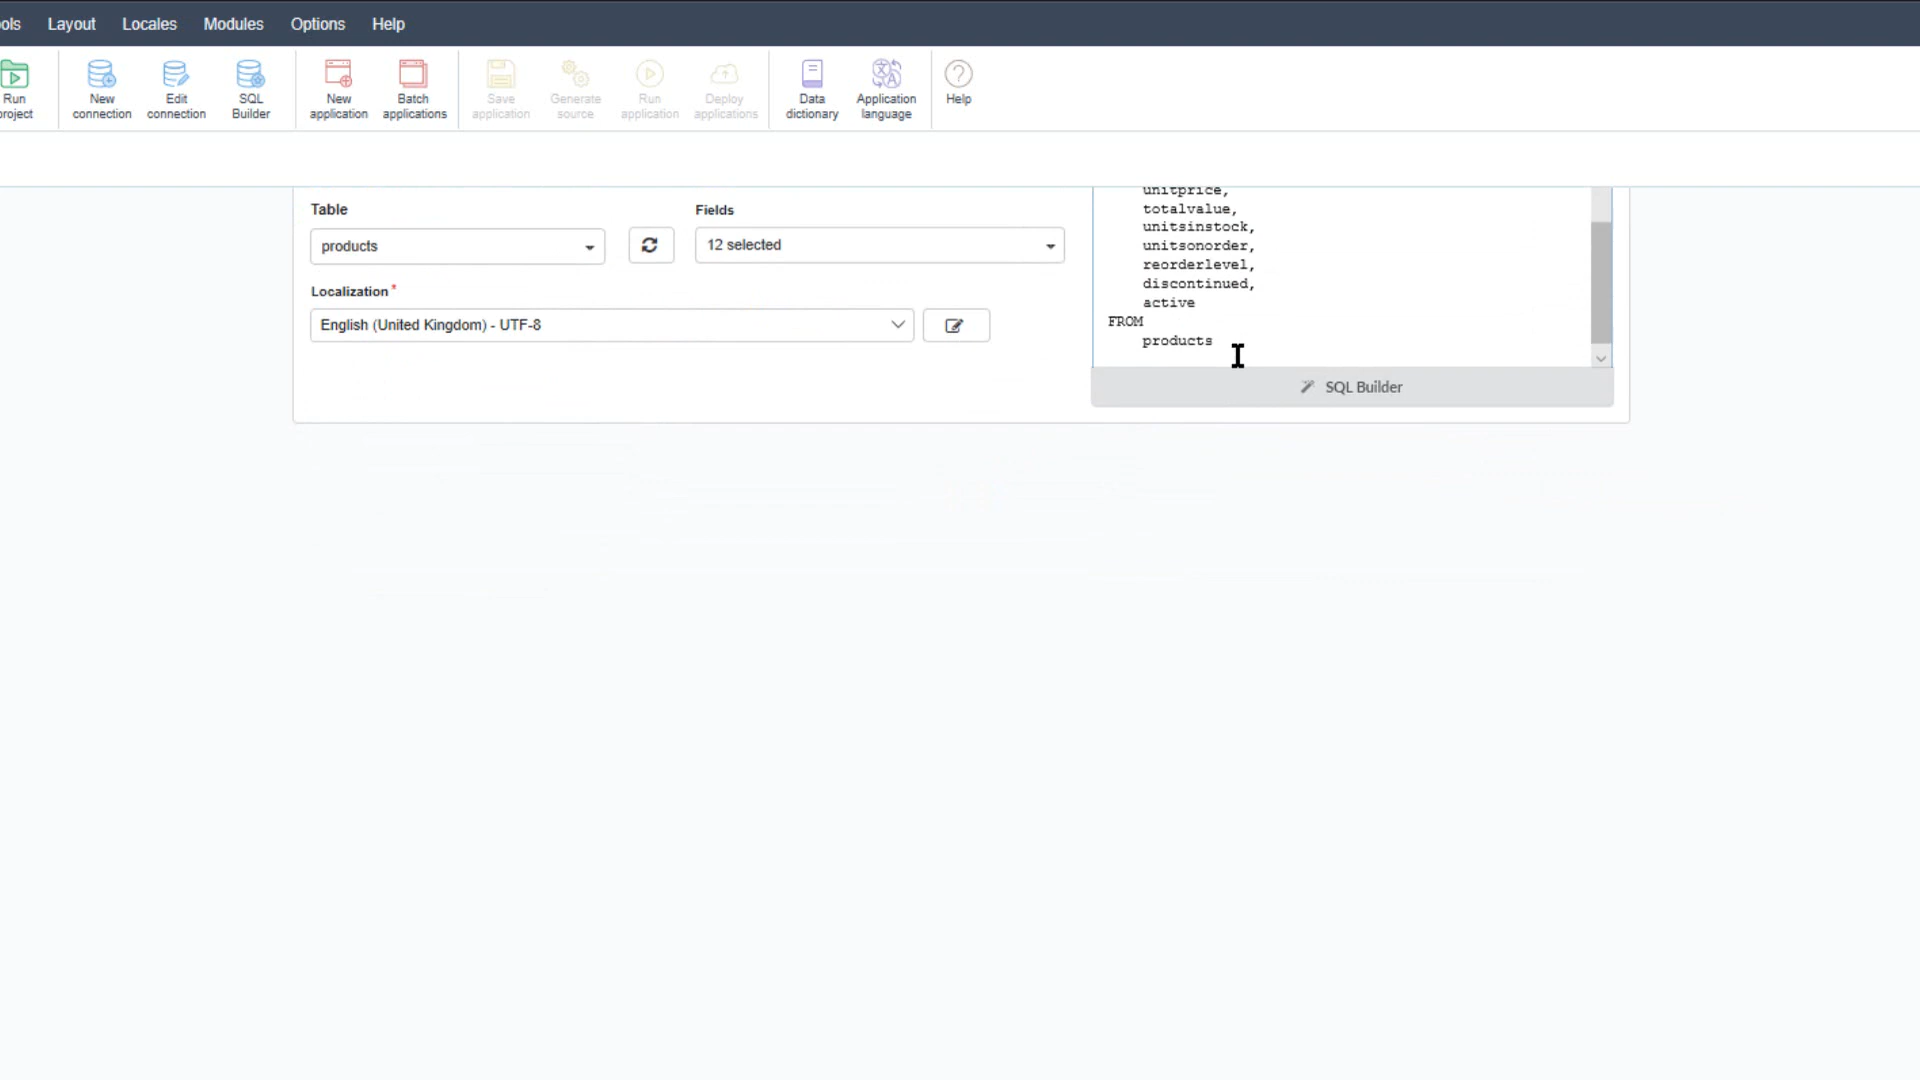 ols Layout Locales Modules Options Help
Run project
New connection
Edit connection
SQL Builder
New application
Batch applications
Save application
Generate source
Run application
Deploy applications
Data dictionary
Application language
Help
Table
products
Fields
12 selected
Localization *
English (United Kingdom) - UTF-8
unitprice,
totalvalue,
unitsinstock,
unitsonorder,
reorderlevel,
discontinued,
active
FROM
products
SQL Builder